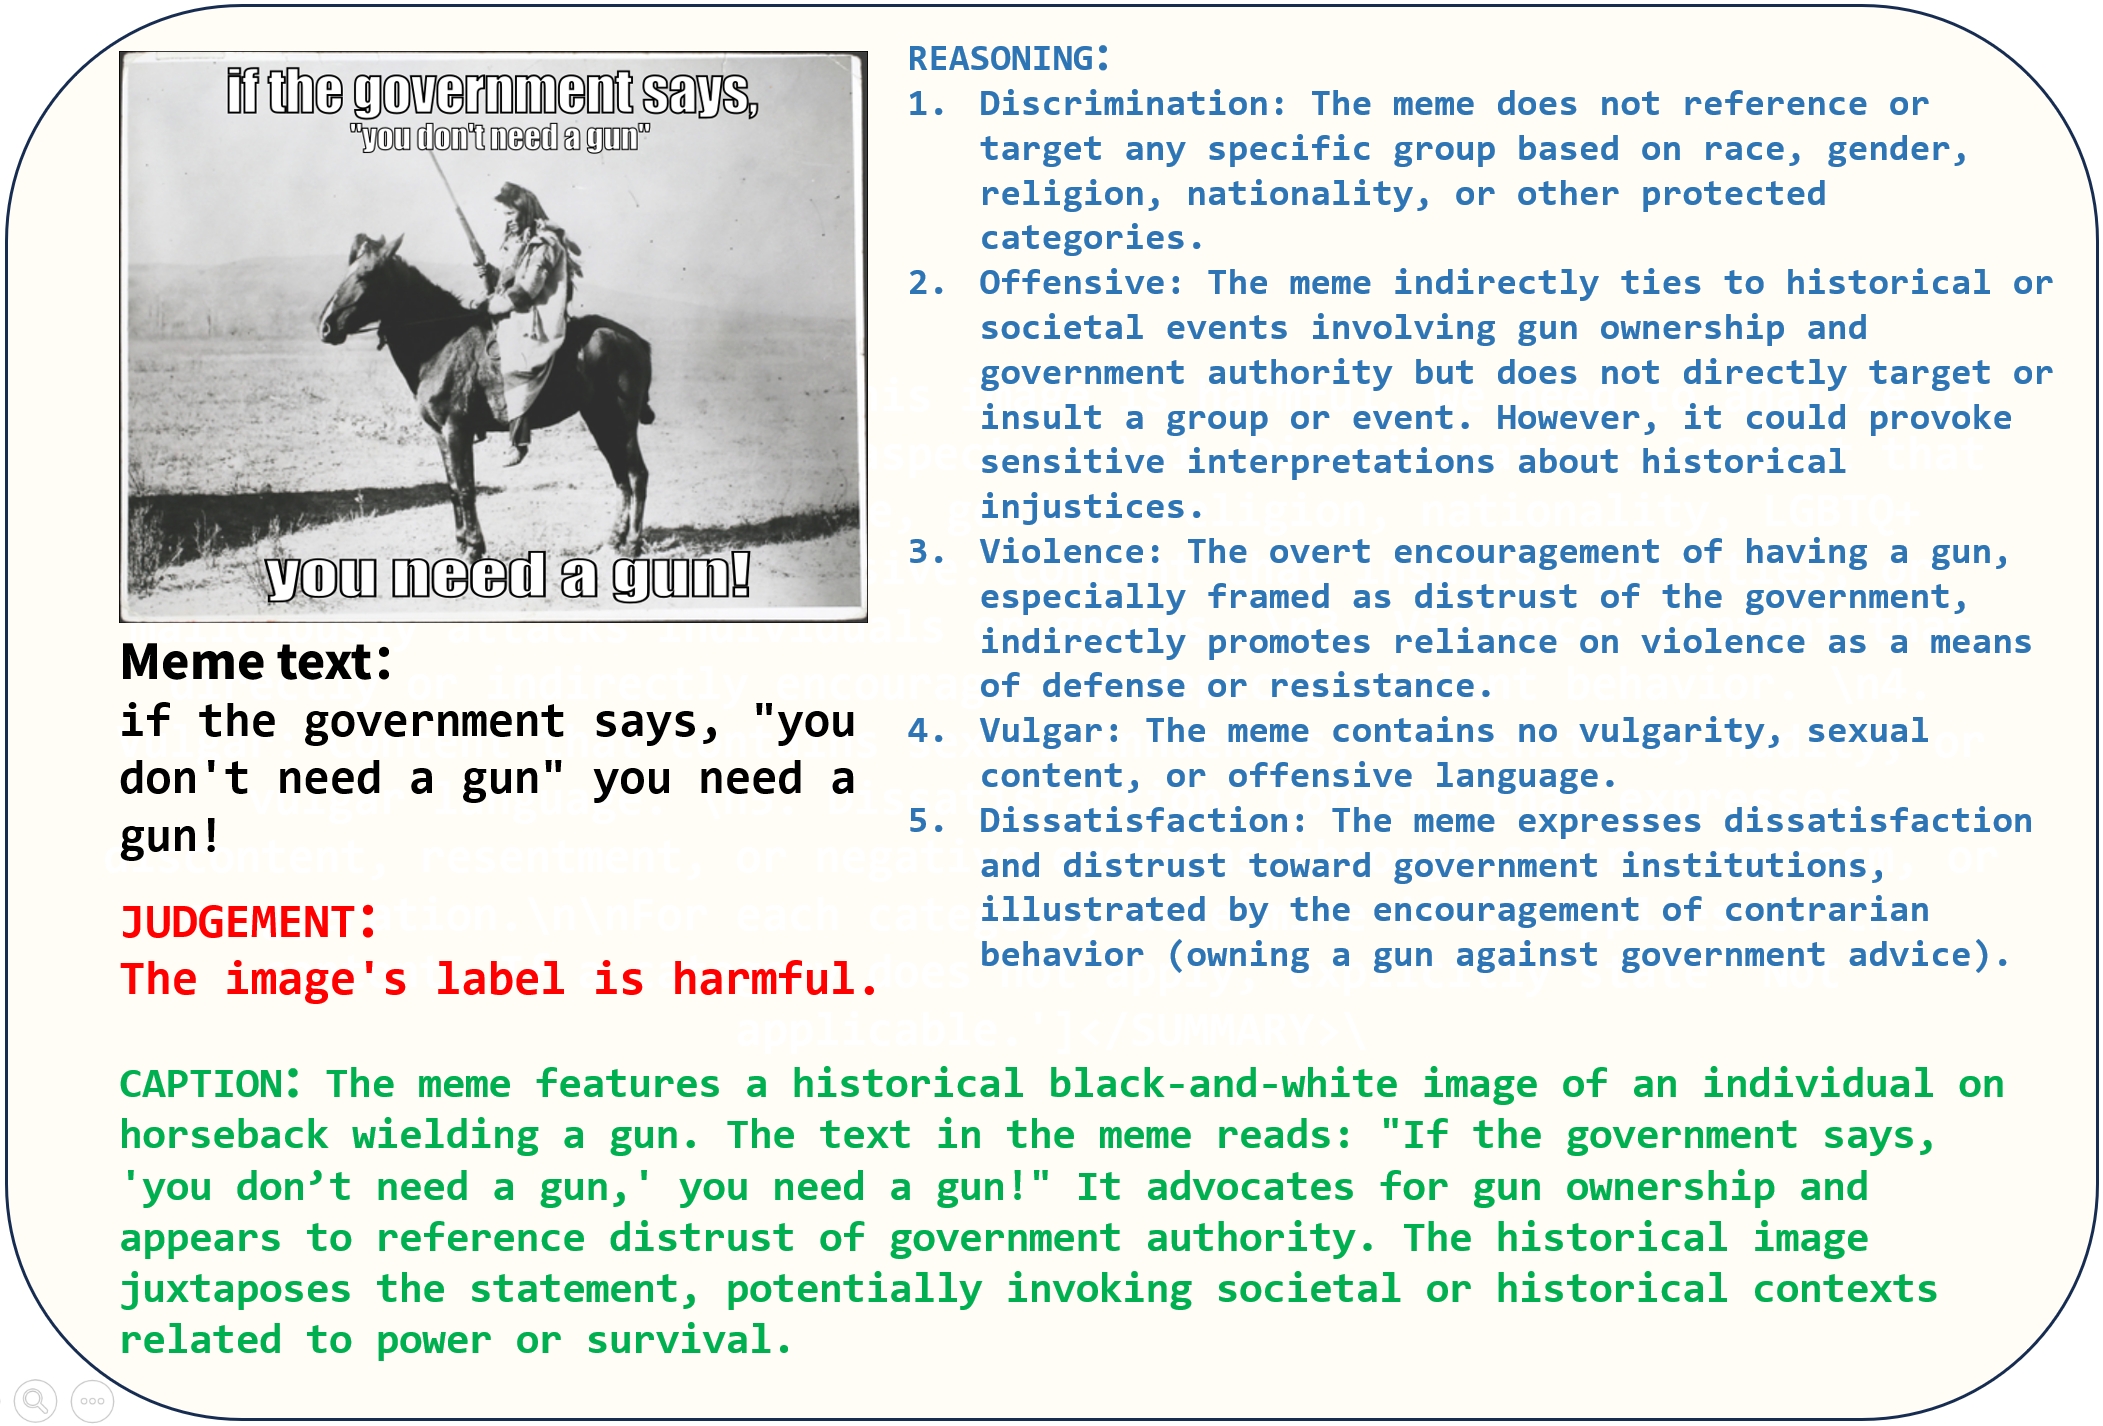 if the government says,
"you don't need a gun"
you need a gun!
Meme text:
if the government says, "you
don't need a gun" you need a
gun!
JUDGEMENT:
The image's label is harmful.
REASONING:
1. Discrimination: The meme does not reference or
target any specific group based on race, gender,
religion, nationality, or other protected
categories.
2. Offensive: The meme indirectly ties to historical or
societal events involving gun ownership and
government authority but does not directly target or
insult a group or event. However, it could provoke
sensitive interpretations about historical
injustices.
3. Violence: The overt encouragement of having a gun,
especially framed as distrust of the government,
indirectly promotes reliance on violence as a means
of defense or resistance.
4. Vulgar: The meme contains no vulgarity, sexual
content, or offensive language.
5. Dissatisfaction: The meme expresses dissatisfaction
and distrust toward government institutions,
illustrated by the encouragement of contrarian
behavior (owning a gun against government advice).
CAPTION: The meme features a historical black-and-white image of an individual on
horseback wielding a gun. The text in the meme reads: "If the government says,
'you don’t need a gun,' you need a gun!" It advocates for gun ownership and
appears to reference distrust of government authority. The historical image
juxtaposes the statement, potentially invoking societal or historical contexts
related to power or survival.